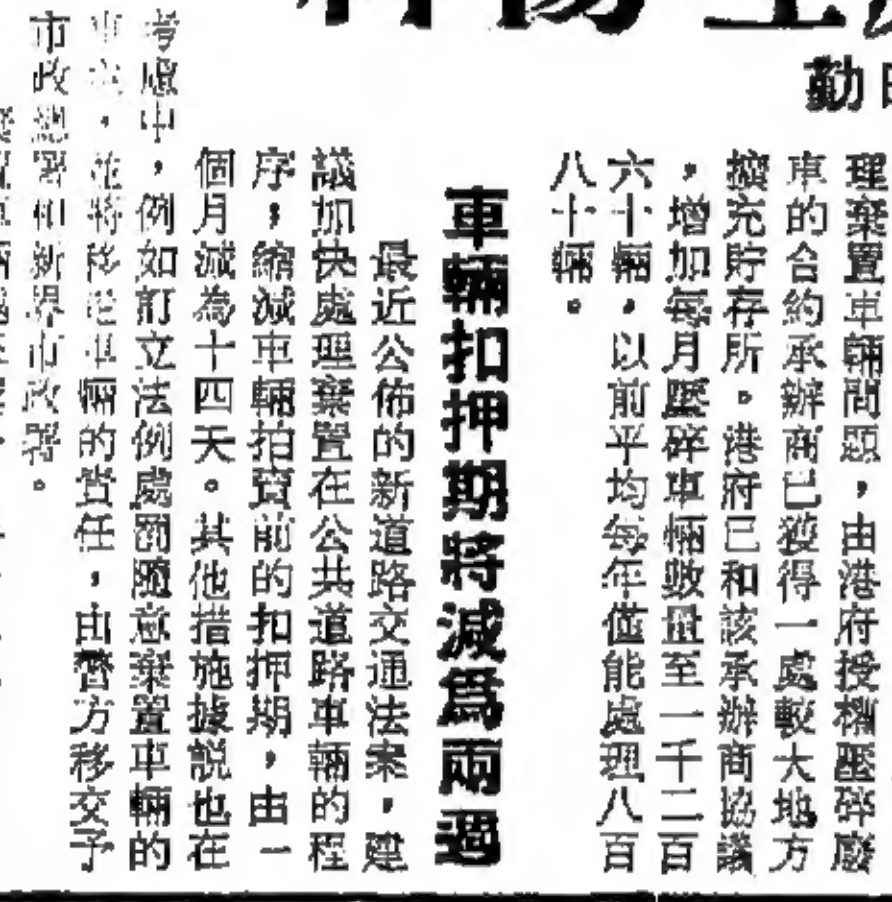 勤
理棄置車輛問題,由港府授權壓碎廢
車的合約承辦商已獲得一處較大地方
擴充貯存所。港府已和該承辦商協議
,增加每月壓碎車輛數量至一千二百
六十輛,以前平均每年僅能處理八百
八十輛。
車輛扣押期將減爲兩週
最近公佈的新道路交通法案,建
議加快處理棄置在公共道路車輛的程
序,縮減車輛拍賣前的扣押期,由一
個月減為十四天。其他措施據説也在
考慮中,例如訂立法例處罰隨意棄置車輛的
,並將移走車輛的責任,由警方移交予
市政總署和新界市政署。